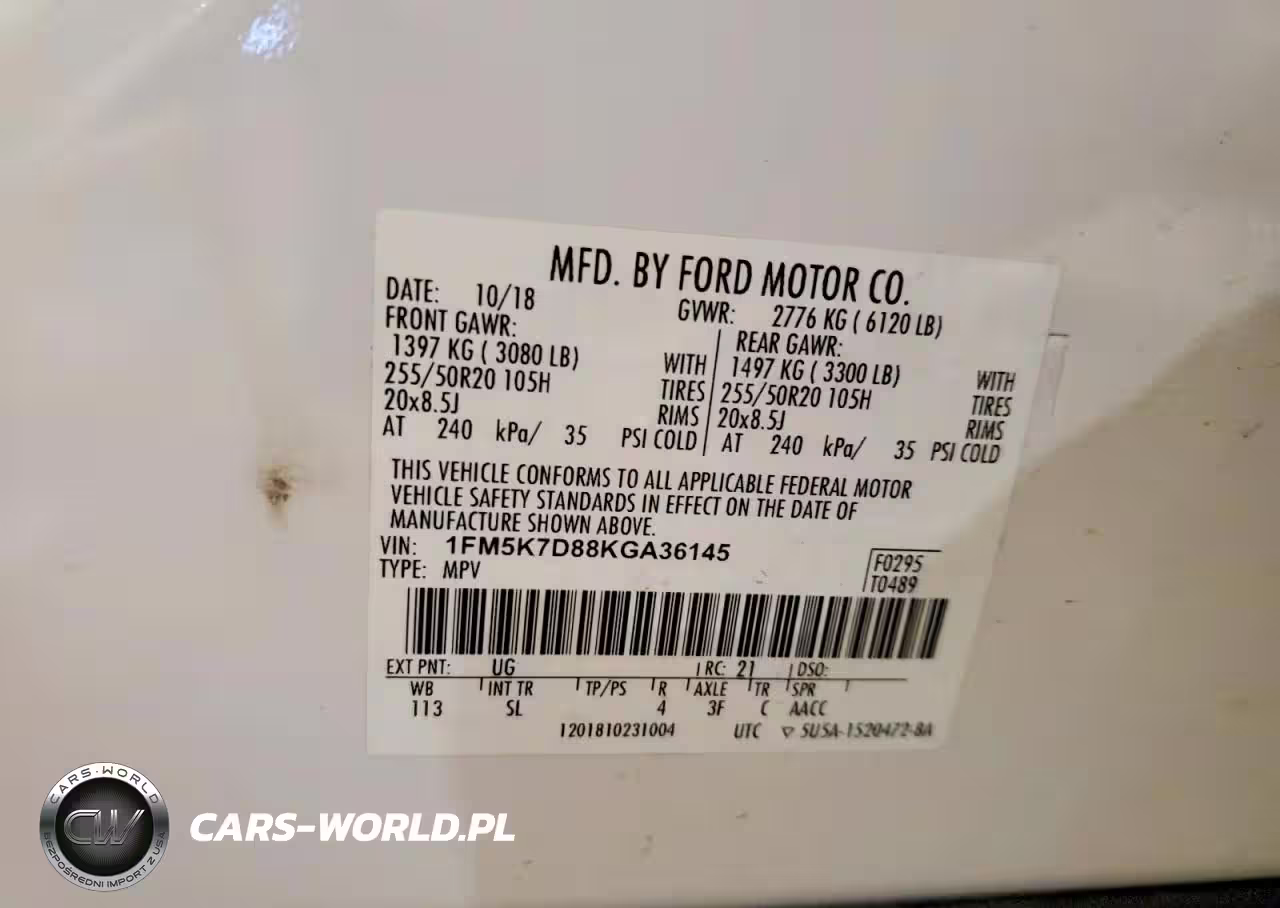 MFD. BY FORD MOTOR CO.
DATE: 10/18 GVWR: 2776 KG ( 6120 LB)
FRONT GAWR: REAR GAWR:
1397 KG ( 3080 LB) WITH 1497 KG ( 3300 LB) WITH
255/50R20 105H TIRES 255/50R20 105H TIRES
20x8.5J RIMS 20x8.5J RIMS
AT 240 kPa/ 35 PSI COLD AT 240 kPa/ 35 PSI COLD
THIS VEHICLE CONFORMS TO ALL APPLICABLE FEDERAL MOTOR
VEHICLE SAFETY STANDARDS IN EFFECT ON THE DATE OF
MANUFACTURE SHOWN ABOVE.
VIN: 1FM5K7D88KGA36145
F0295
TYPE: MPV
T0489
EXT PNT: UG RC: 21 DSO:
WB INT TR TP/PS R AXLE TR SPR
113 SL 4 3F C AACC
1201810231004 UTC ▽ 5U5A-1520472-8A
CARS-WORLD
CW
BEZPOŚREDNI IMPORT Z USA
CARS-WORLD.PL